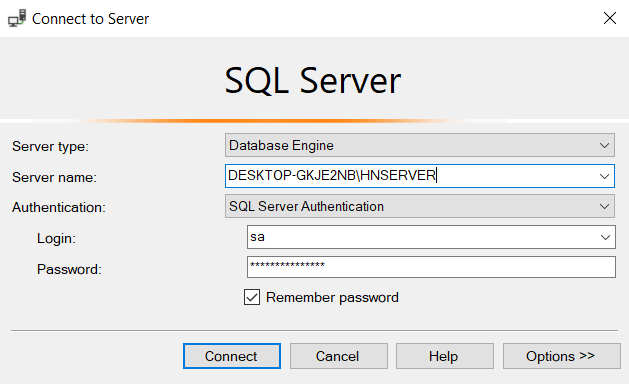 Connect to Server
SQL Server
Server type: Database Engine
Server name: DESKTOP-GKJE2NB\HNSERVER
Authentication: SQL Server Authentication
Login: sa
Password: ***************
Remember password
Connect Cancel Help Options >>